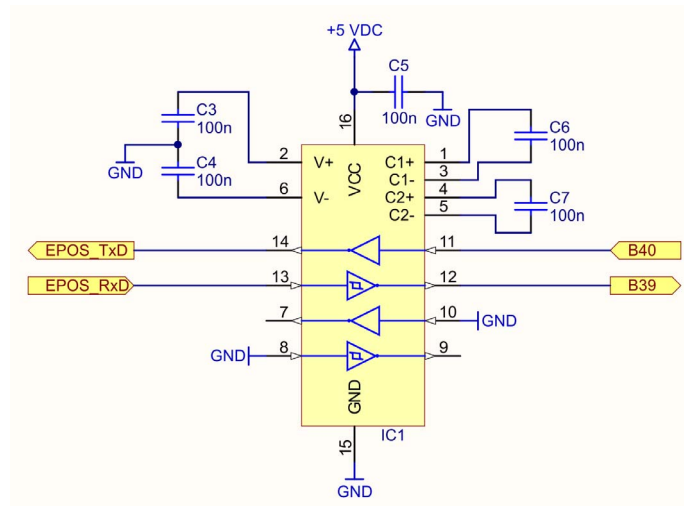 +5 VDC
C5
100n
GND
16
C3
100n
GND
C4
100n
2
V+
6
V-
VCC
C1+
1
C1-
3
C2+
4
C2-
5
C6
100n
C7
100n
EPOS_TxD
14
11
B40
EPOS_RxD
13
12
B39
7
10
GND
GND
8
9
GND
IC1
15
GND